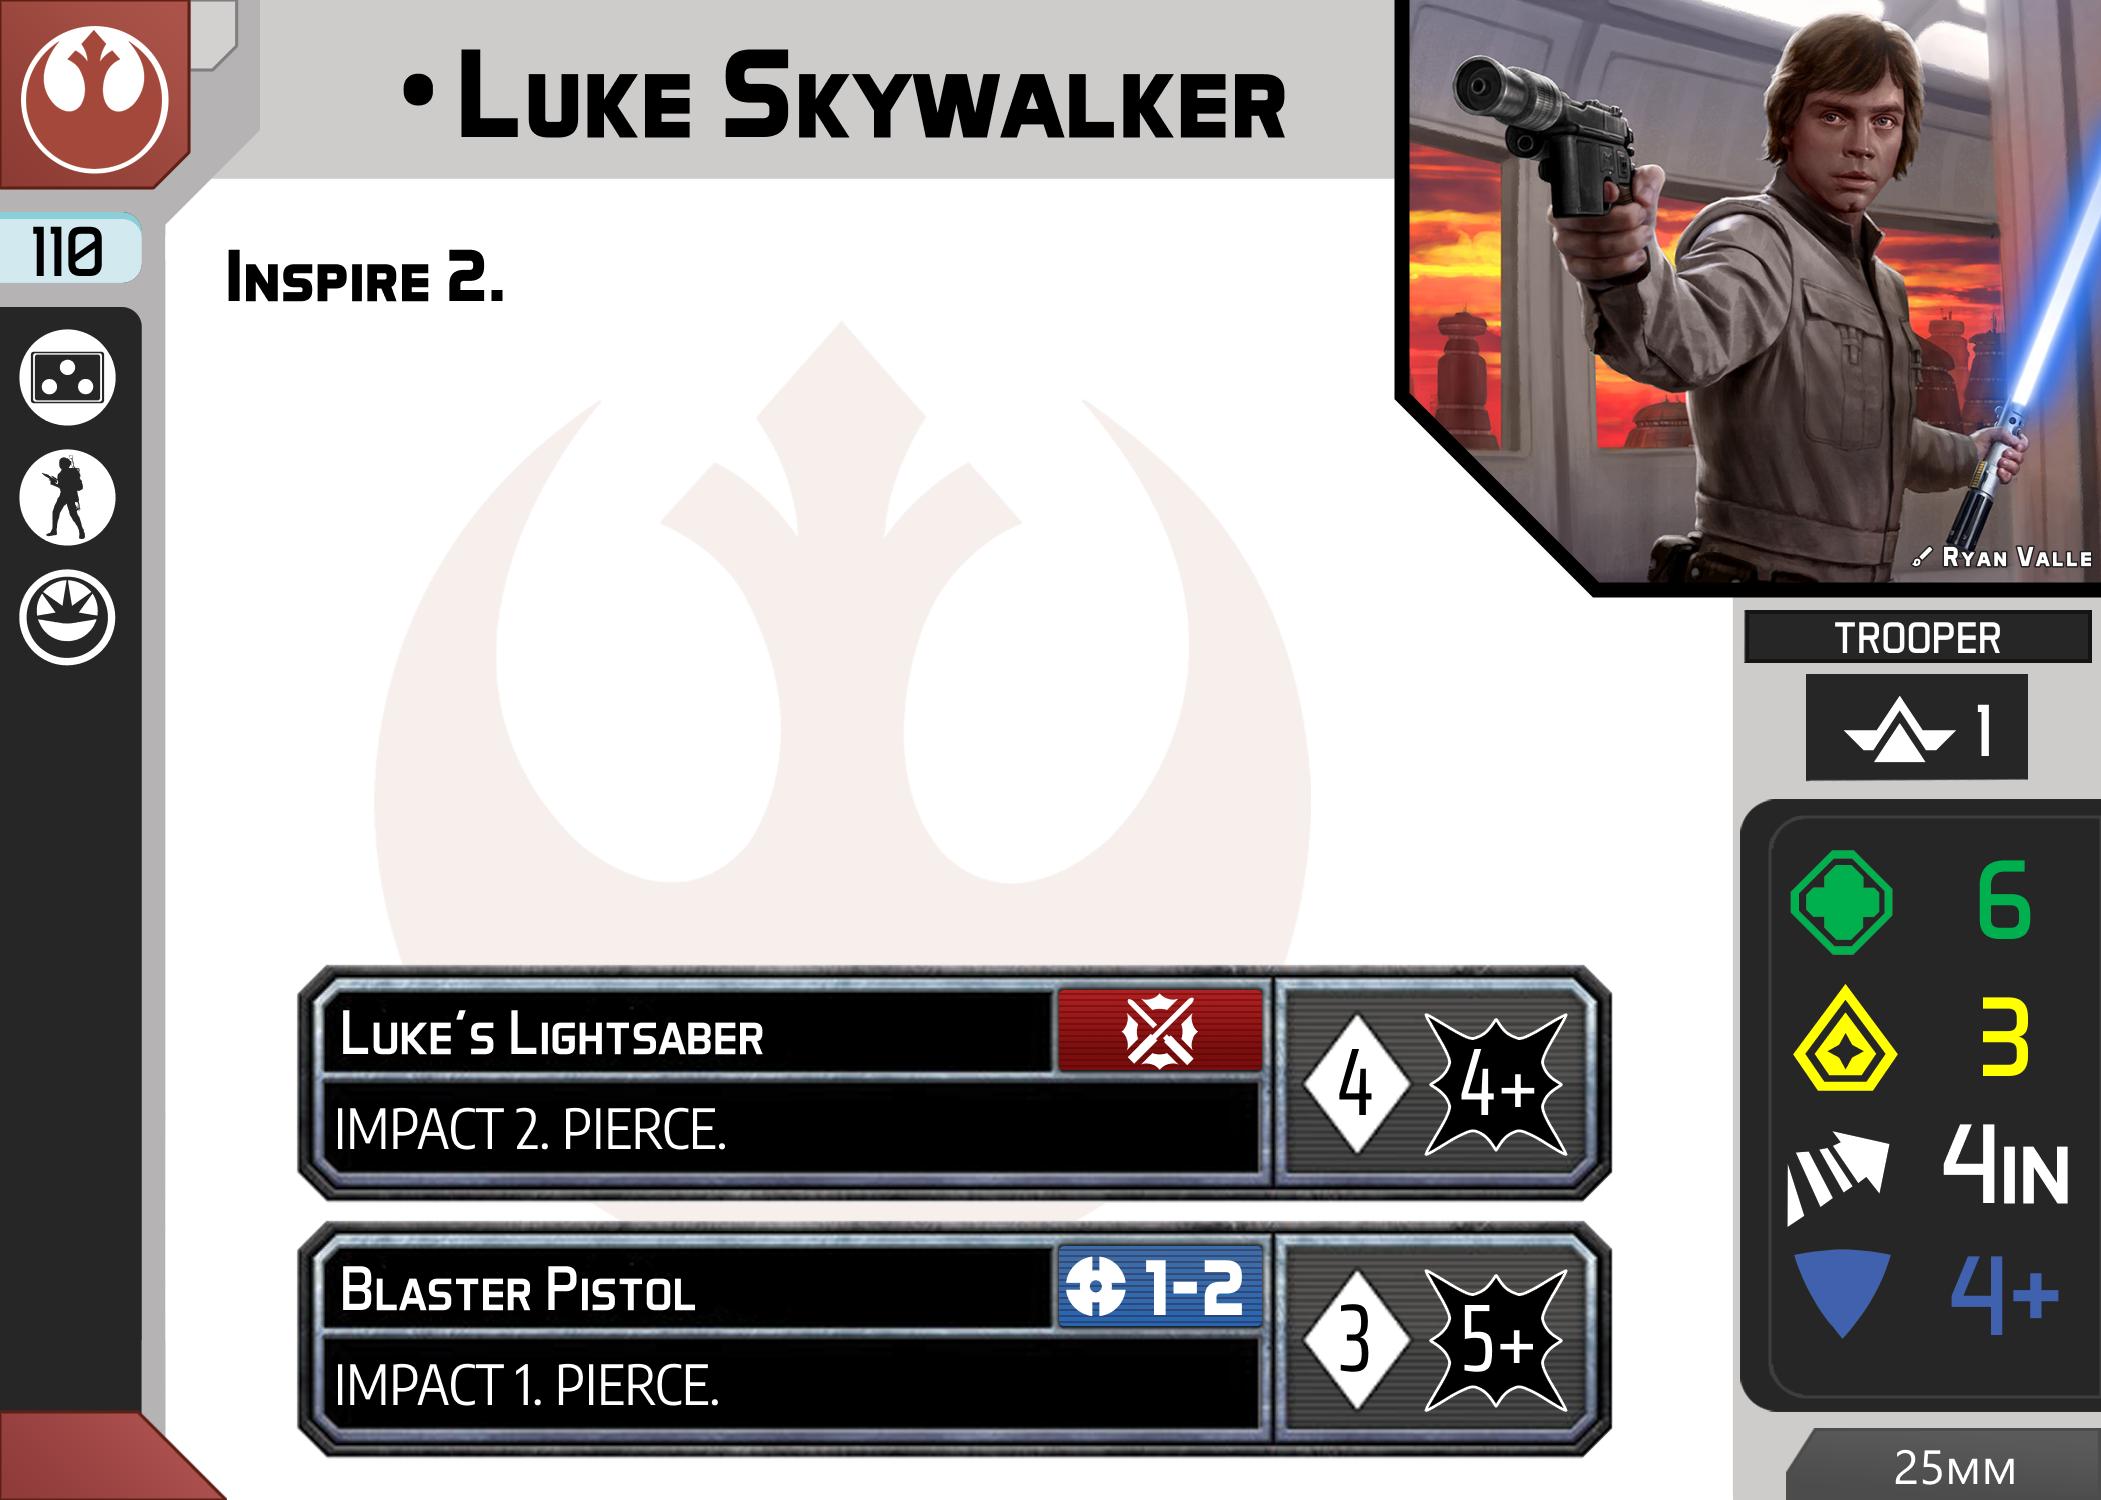 • Luke Skywalker
110
Inspire 2.
Ryan Valle
TROOPER
1
6
3
4IN
4+
Luke's Lightsaber
4 4+
IMPACT 2. PIERCE.
Blaster Pistol 1-2
3 5+
IMPACT 1. PIERCE.
25MM